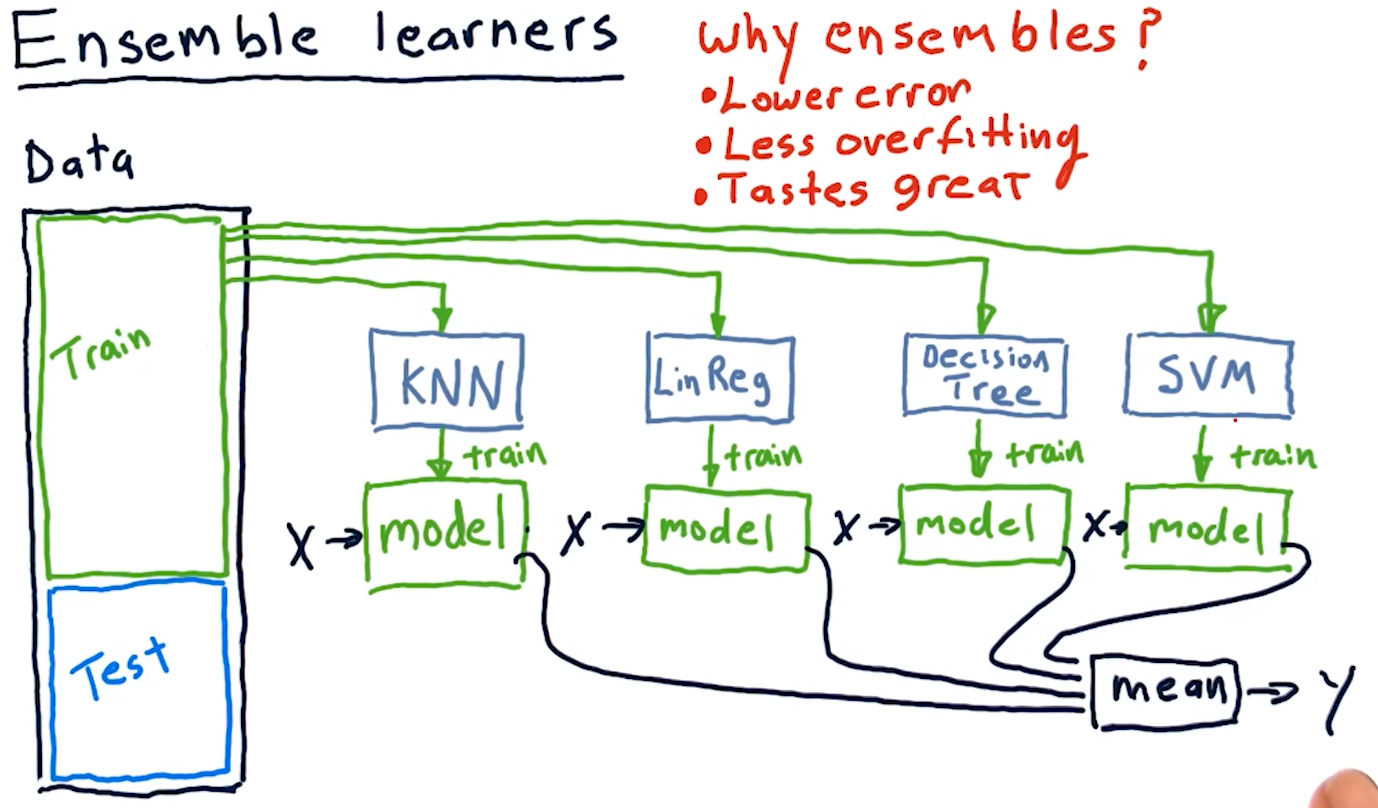 Ensemble learners
Why ensembles?
• Lower error
• Less overfitting
• Tastes great
Data
Train
Test
KNN
LinReg
Decision
Tree
SVM
train
train
train
train
X
model
X
model
X
model
X
model
mean
Y